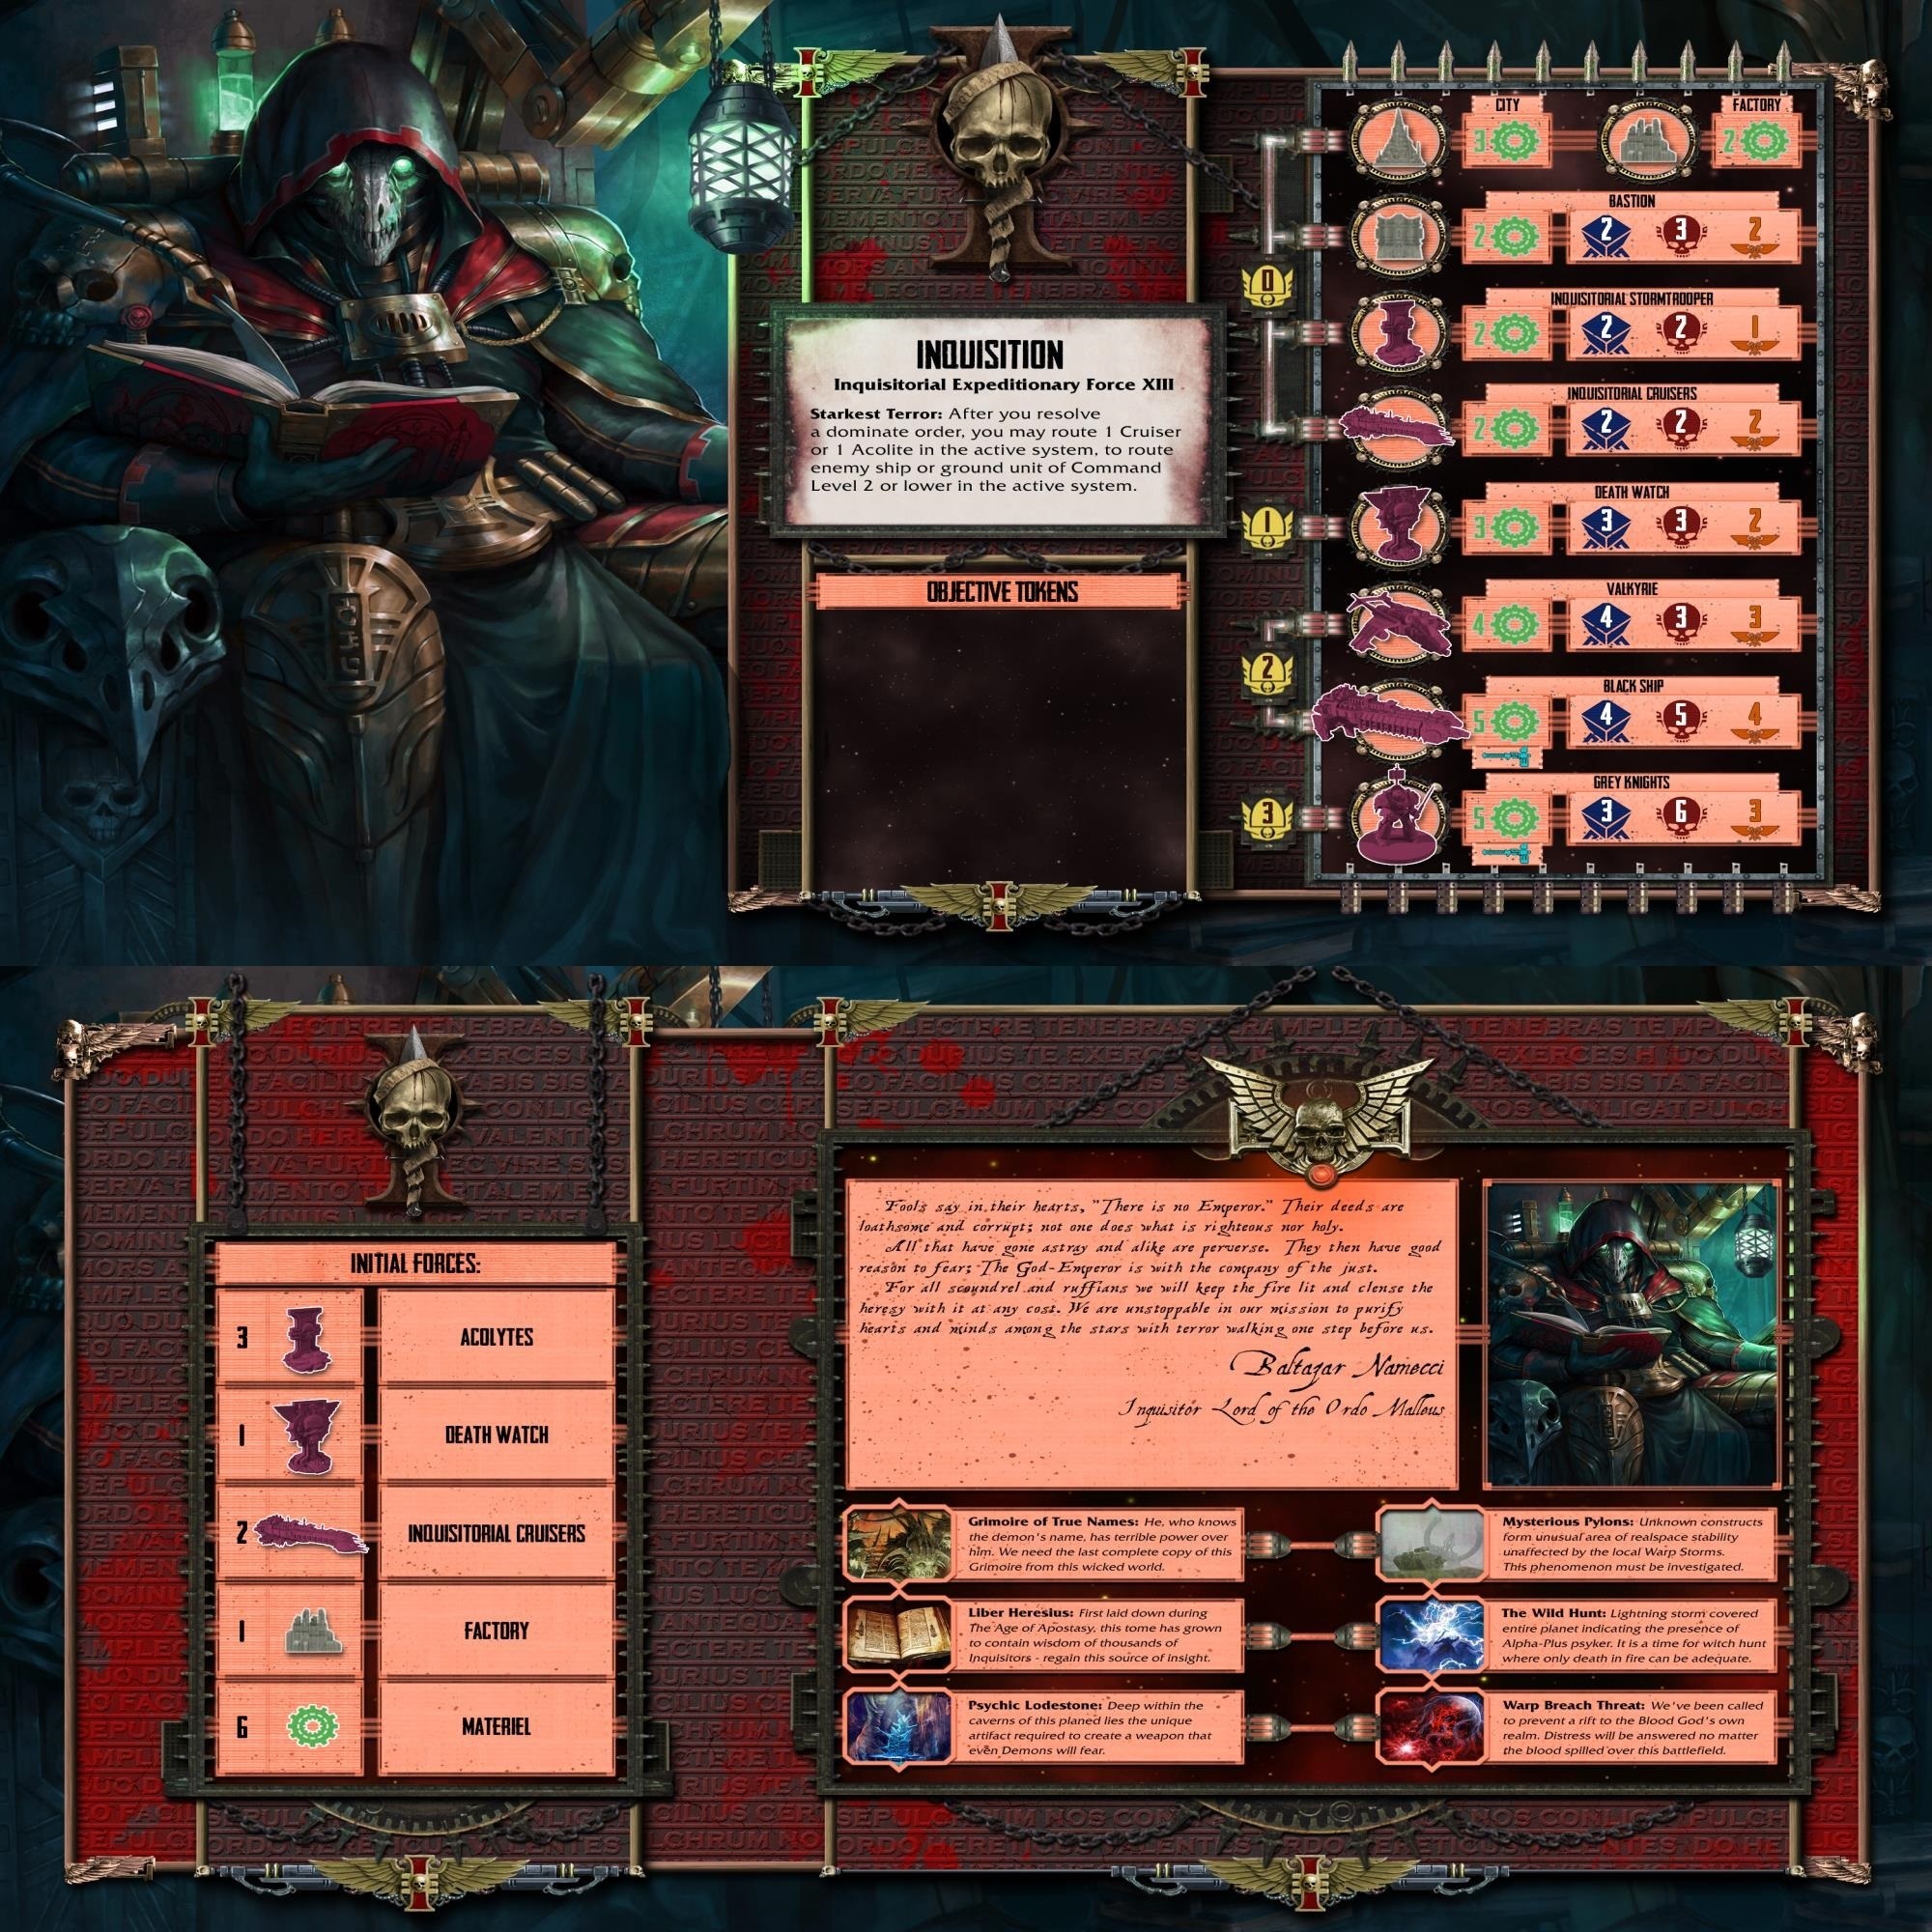 INQUISITION
Inquisitorial Expeditionary Force XIII
Starkest Terror: After you resolve
a dominate order, you may route 1 Cruiser
or 1 Acolite in the active system, to route
enemy ship or ground unit of Command
Level 2 or lower in the active system.
OBJECTIVE TOKENS
CITY
3
FACTORY
2
0
BASTION
2 2 3 2
INQUISITORIAL STORMTROOPER
2 2 2 1
INQUISITORIAL CRUISERS
2 2 2 2
1
DEATH WATCH
3 3 3 2
2
VALKYRIE
4 4 3 3
BLACK SHIP
5 4 5 4
3
GREY KNIGHTS
5 3 6 3
INITIAL FORCES:
3 ACOLYTES
1 DEATH WATCH
2 INQUISITORIAL CRUISERS
1 FACTORY
6 MATERIEL
Fools say in their hearts, "There is no Emperor." Their deeds are
loathsome and corrupt; not one does what is righteous nor holy.
All that have gone astray and alike are perverse. They then have good
reason to fear; The God-Emperor is with the company of the just.
For all scoundrel and ruffians we will keep the fire lit and clense the
heresy with it at any cost. We are unstoppable in our mission to purify
hearts and minds among the stars with terror walking one step before us.
Baltazar Namecci
Inquisitor Lord of the Ordo Malleus
Grimoire of True Names: He, who knows
the demon's name, has terrible power over
him. We need the last complete copy of this
Grimoire from this wicked world.
Mysterious Pylons: Unknown constructs
form unusual area of realspace stability
unaffected by the local Warp Storms.
This phenomenon must be investigated.
Liber Heresius: First laid down during
The Age of Apostasy, this tome has grown
to contain wisdom of thousands of
Inquisitors - regain this source of insight.
The Wild Hunt: Lightning storm covered
entire planet indicating the presence of
Alpha-Plus psyker. It is a time for witch hunt
where only death in fire can be adequate.
Psychic Lodestone: Deep within the
caverns of this planed lies the unique
artifact required to create a weapon that
even Demons will fear.
Warp Breach Threat: We've been called
to prevent a rift to the Blood God's own
realm. Distress will be answered no matter
the blood spilled over this battlefield.